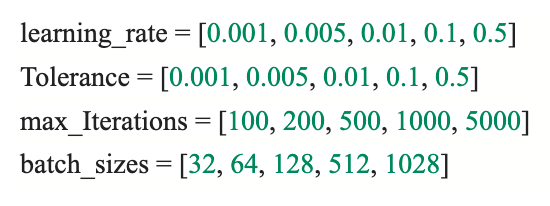 learning_rate = [0.001, 0.005, 0.01, 0.1, 0.5]
Tolerance = [0.001, 0.005, 0.01, 0.1, 0.5]
max_Iterations = [100, 200, 500, 1000, 5000]
batch_sizes = [32, 64, 128, 512, 1028]